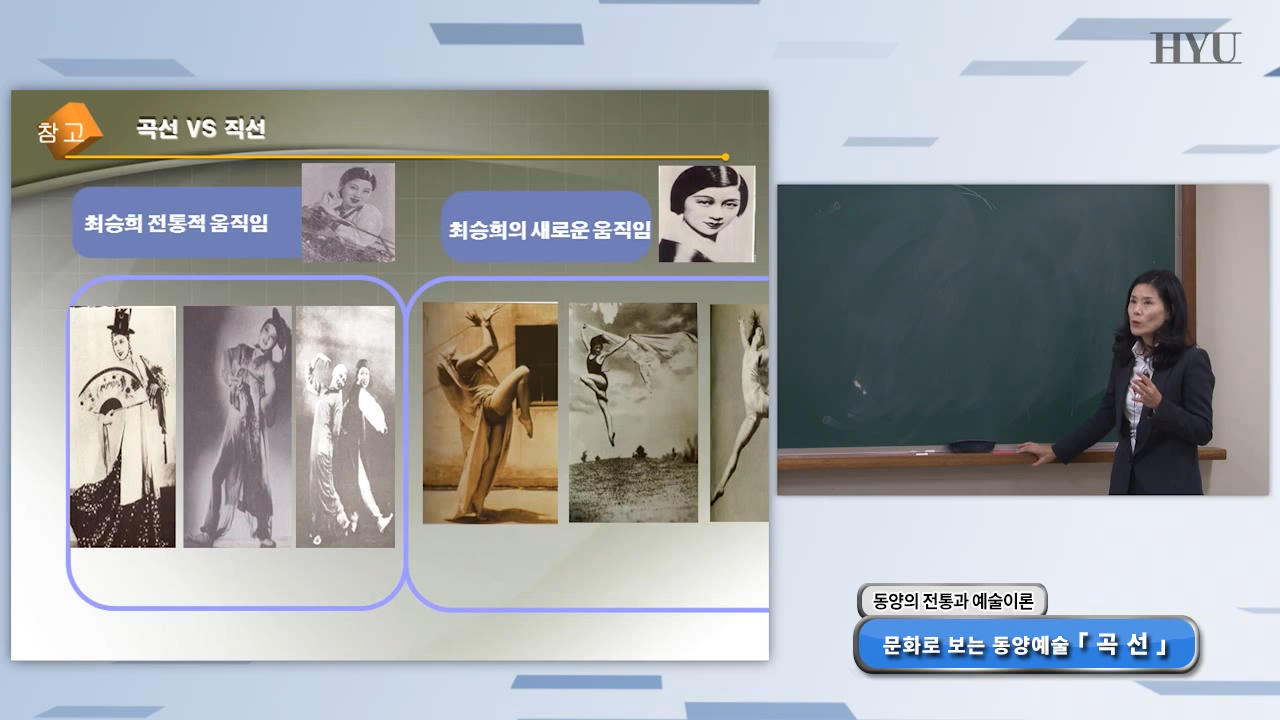 HYU
참고
곡선 VS 직선
최승희 전통적 움직임
최승희의 새로운 움직임
동양의 전통과 예술이론
문화로 보는 동양예술「곡 선」